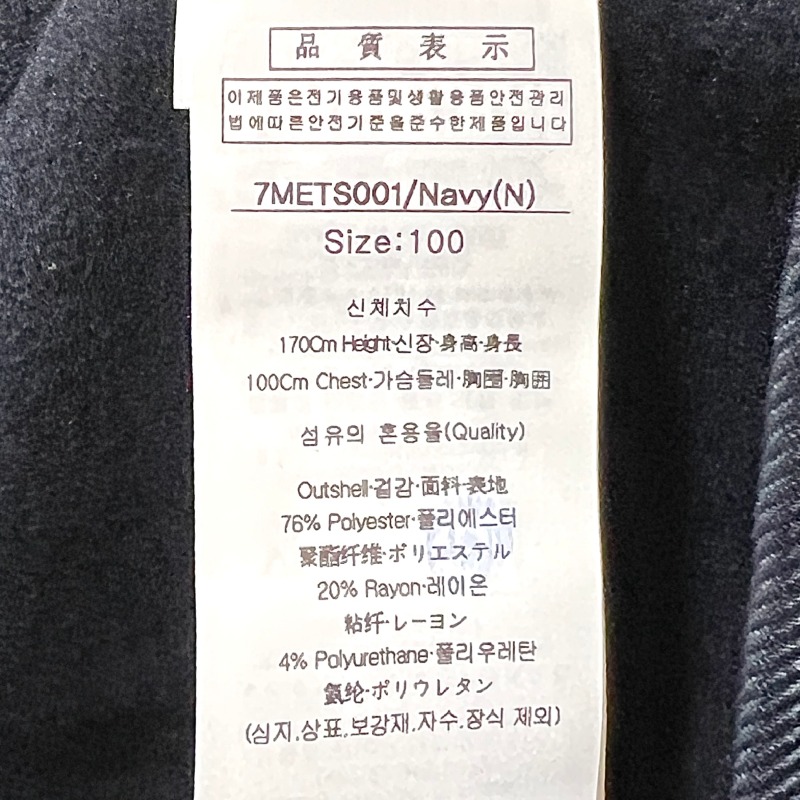 品質表示
이 제품은 전기용품 및 생활용품 안전관리
법에 따른 안전기준을 준수한 제품입니다
7METS001/Navy(N)
Size:100
신체치수
170Cm Height·신장·身高·身長
100Cm Chest·가슴둘레·胸圍·胸囲
섬유의 혼용율(Quality)
Outshell·겉감·面料·表地
76% Polyester·폴리에스터
聚酯纤维·ポリエステル
20% Rayon·레이온
粘纤·レーヨン
4% Polyurethane·폴리우레탄
氨纶·ポリウレタン
(심지,상표,보강재,자수,장식 제외)